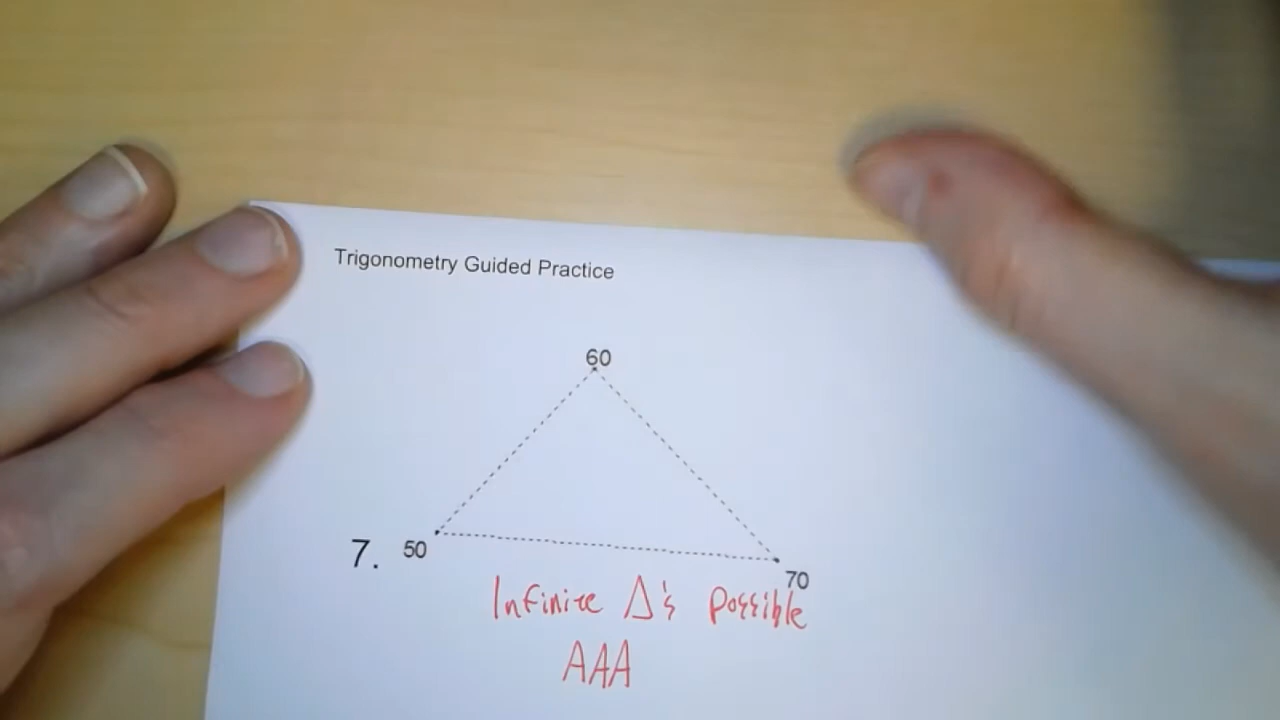 Trigonometry Guided Practice
60
7. 50
70
Infinite Δ's possible
AAA